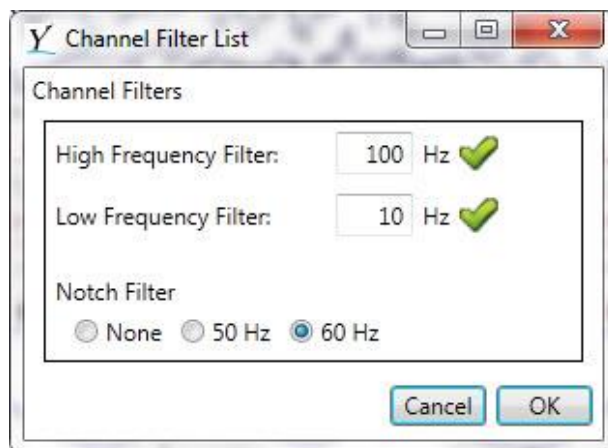 Y Channel Filter List
Channel Filters
High Frequency Filter: 100 Hz
Low Frequency Filter: 10 Hz
Notch Filter
None 50 Hz 60 Hz
Cancel OK